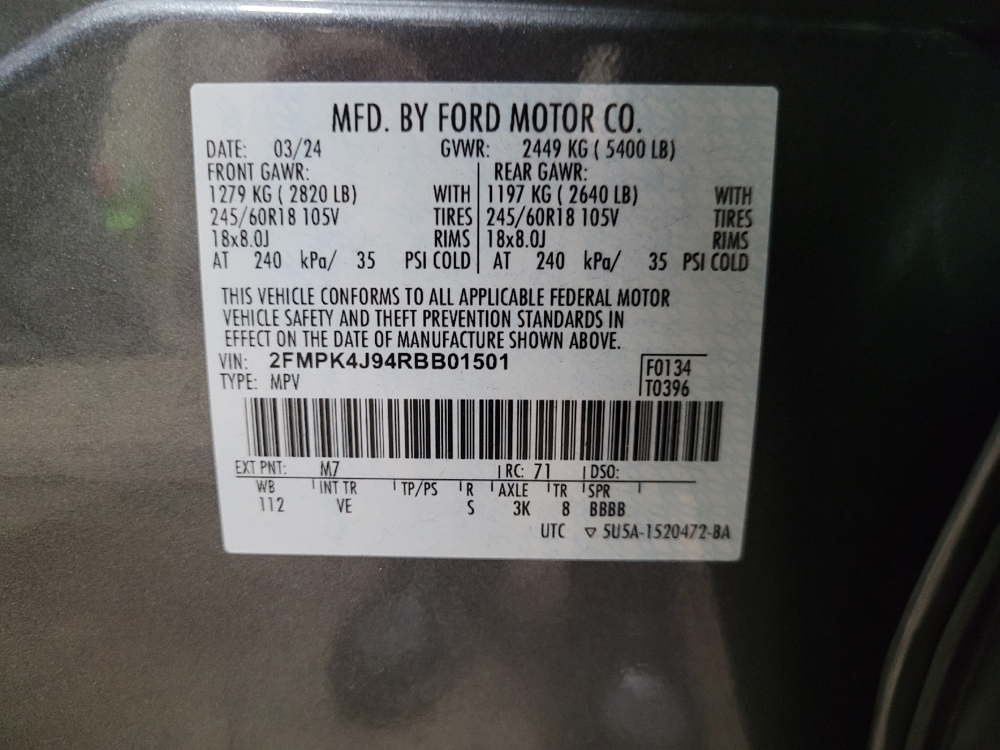 MFD. BY FORD MOTOR CO.
DATE: 03/24 GVWR: 2449 KG ( 5400 LB)
FRONT GAWR: REAR GAWR:
1279 KG ( 2820 LB) WITH 1197 KG ( 2640 LB) WITH
245/60R18 105V TIRES 245/60R18 105V TIRES
18x8.0J RIMS 18x8.0J RIMS
AT 240 kPa/ 35 PSI COLD AT 240 kPa/ 35 PSI COLD
THIS VEHICLE CONFORMS TO ALL APPLICABLE FEDERAL MOTOR
VEHICLE SAFETY AND THEFT PREVENTION STANDARDS IN
EFFECT ON THE DATE OF MANUFACTURE SHOWN ABOVE.
VIN: 2FMPK4J94RBB01501 F0134
TYPE: MPV T0396
EXT PNT: M7 RC: 71 DSO:
WB INT TR TP/PS R AXLE TR SPR
112 VE S 3K 8 BBBB
UTC ▽ 5U5A-1520472-BA